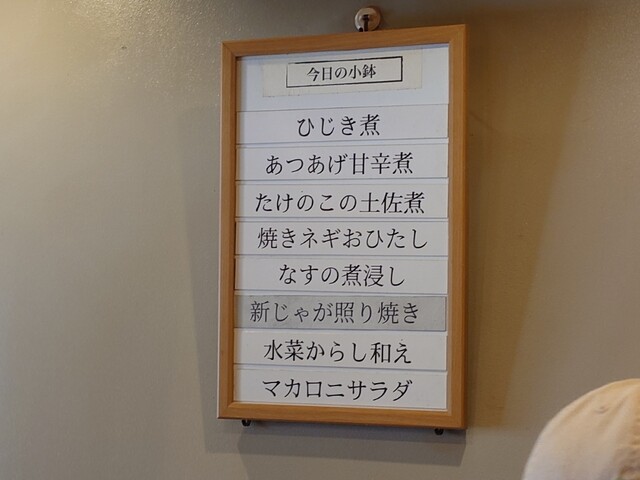 今日の小鉢
ひじき煮
あつあげ甘辛煮
たけのこの土佐煮
焼きネギおひたし
なすの煮浸し
新じゃが照り焼き
水菜からし和え
マカロニサラダ